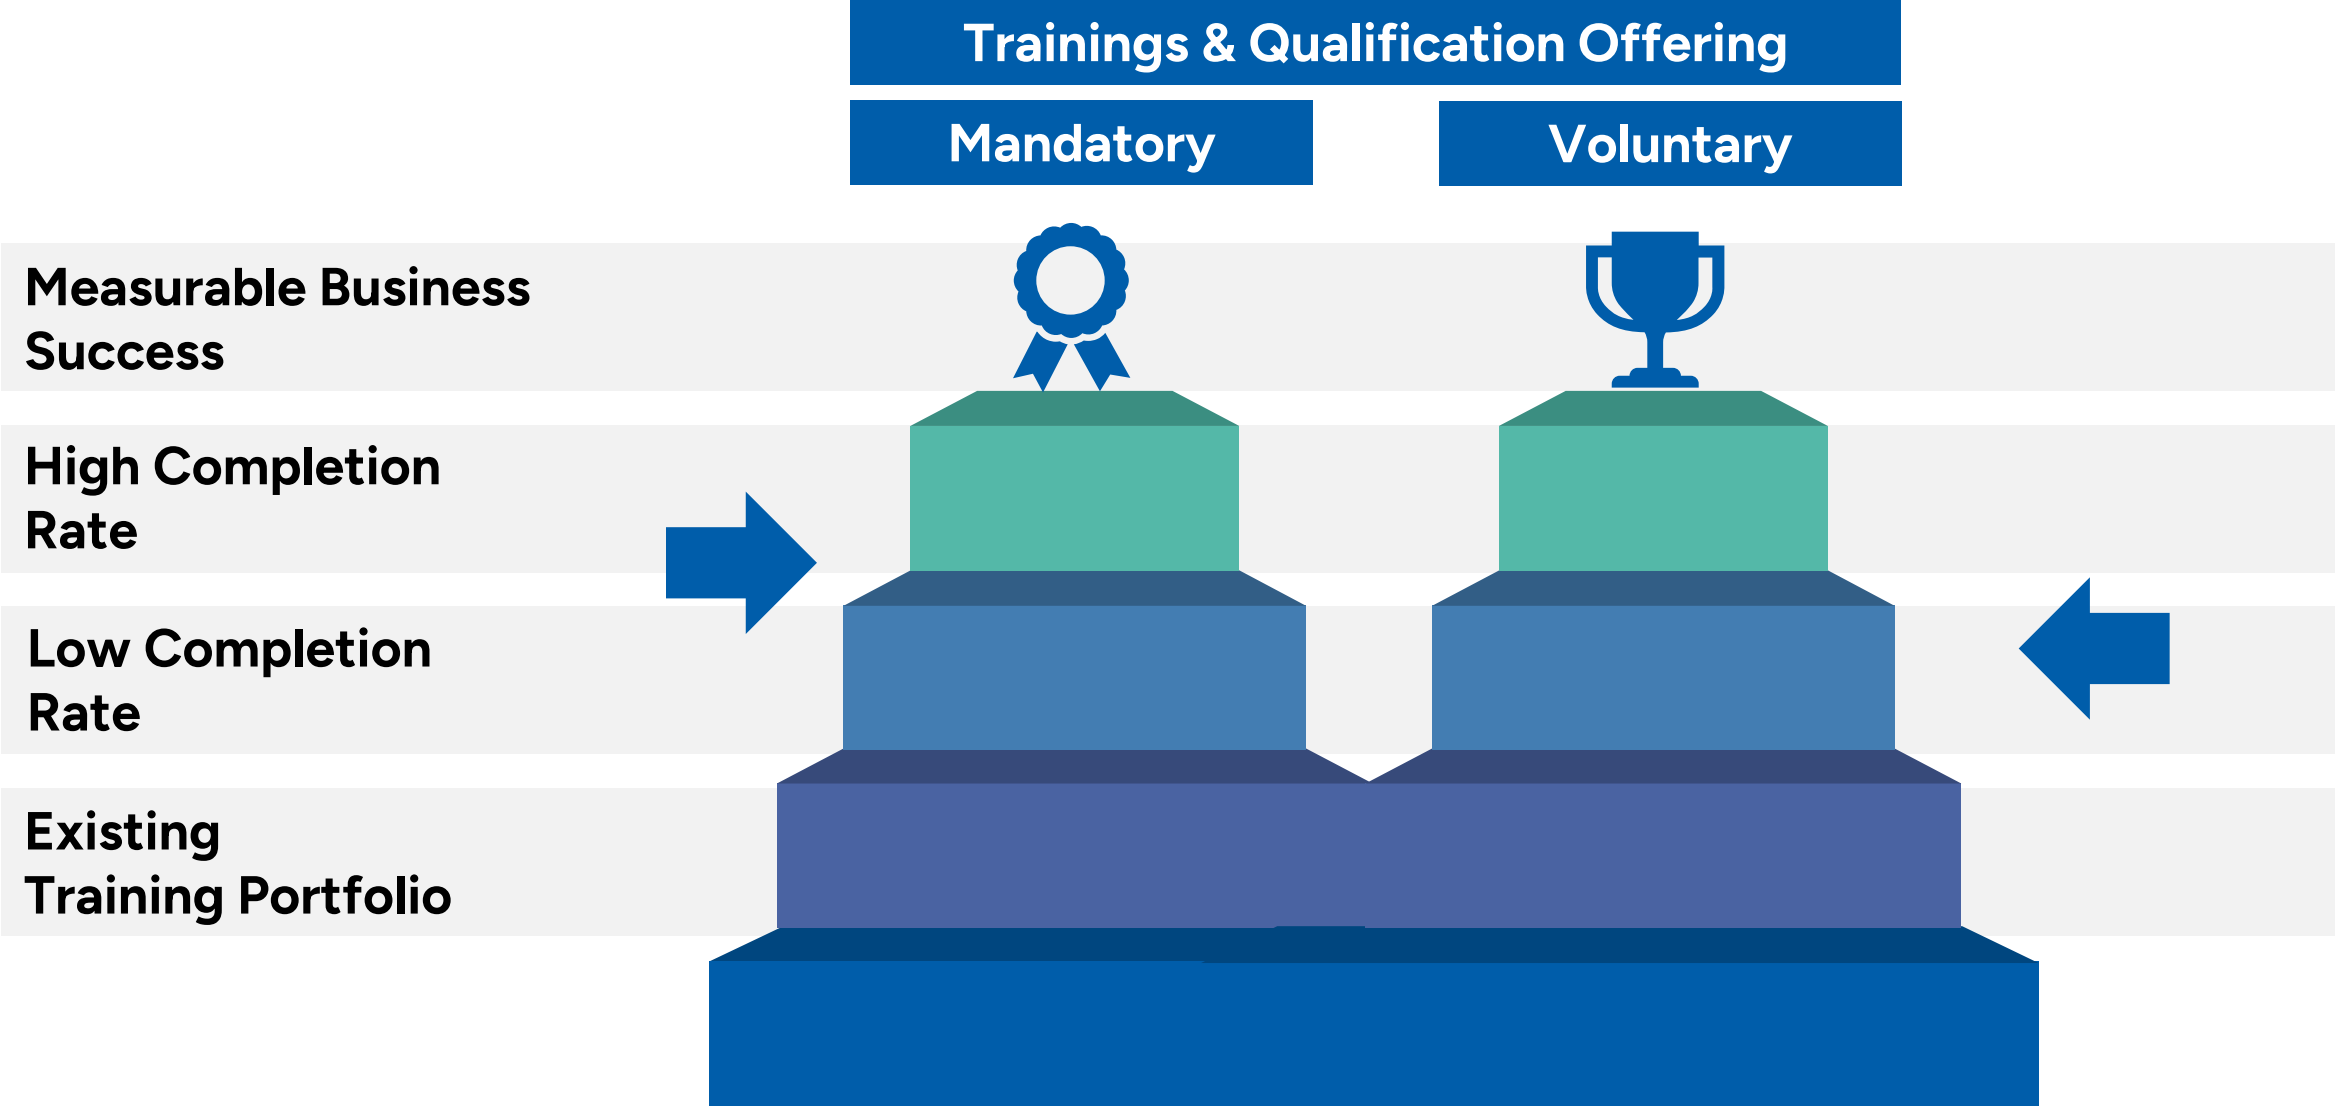 Trainings & Qualification Offering
Mandatory
Voluntary
Measurable Business
Success
High Completion
Rate
Low Completion
Rate
Existing
Training Portfolio